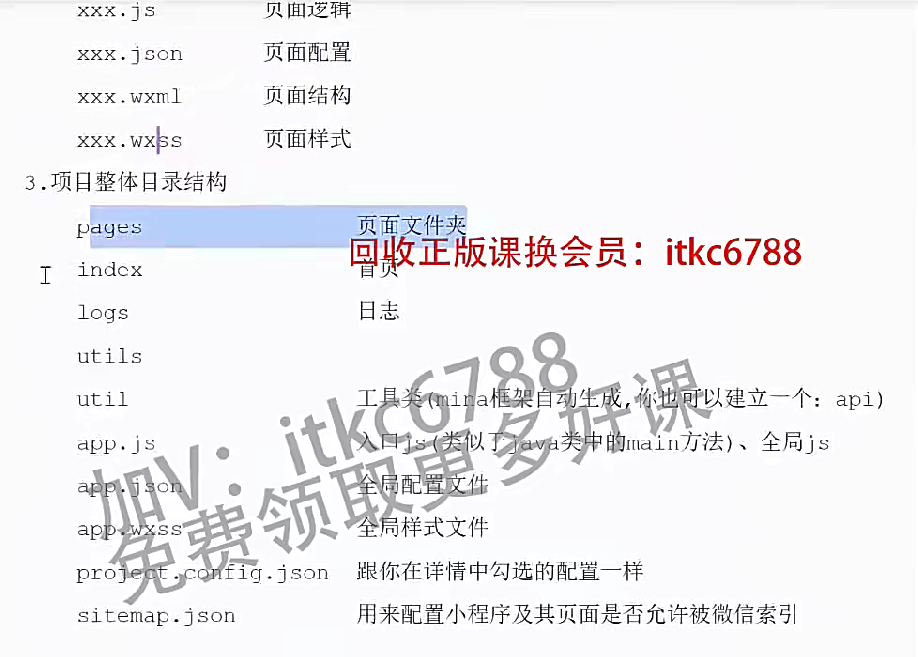 xxx.js 页面逻辑
xxx.json 页面配置
xxx.wxml 页面结构
xxx.wxss 页面样式
3.项目整体目录结构
pages 页面文件夹
回收正版课换会员：itkc6788
index 首页
logs 日志
utils
util 工具类(mina框架自动生成,你也可以建立一个：api)
app.js 入口js(类似于java类中的main方法)、全局js
app.json 全局配置文件
app.wxss 全局样式文件
project.config.json 跟你在详情中勾选的配置一样
sitemap.json 用来配置小程序及其页面是否允许被微信索引
加V：itkc6788
免费领取更多好课